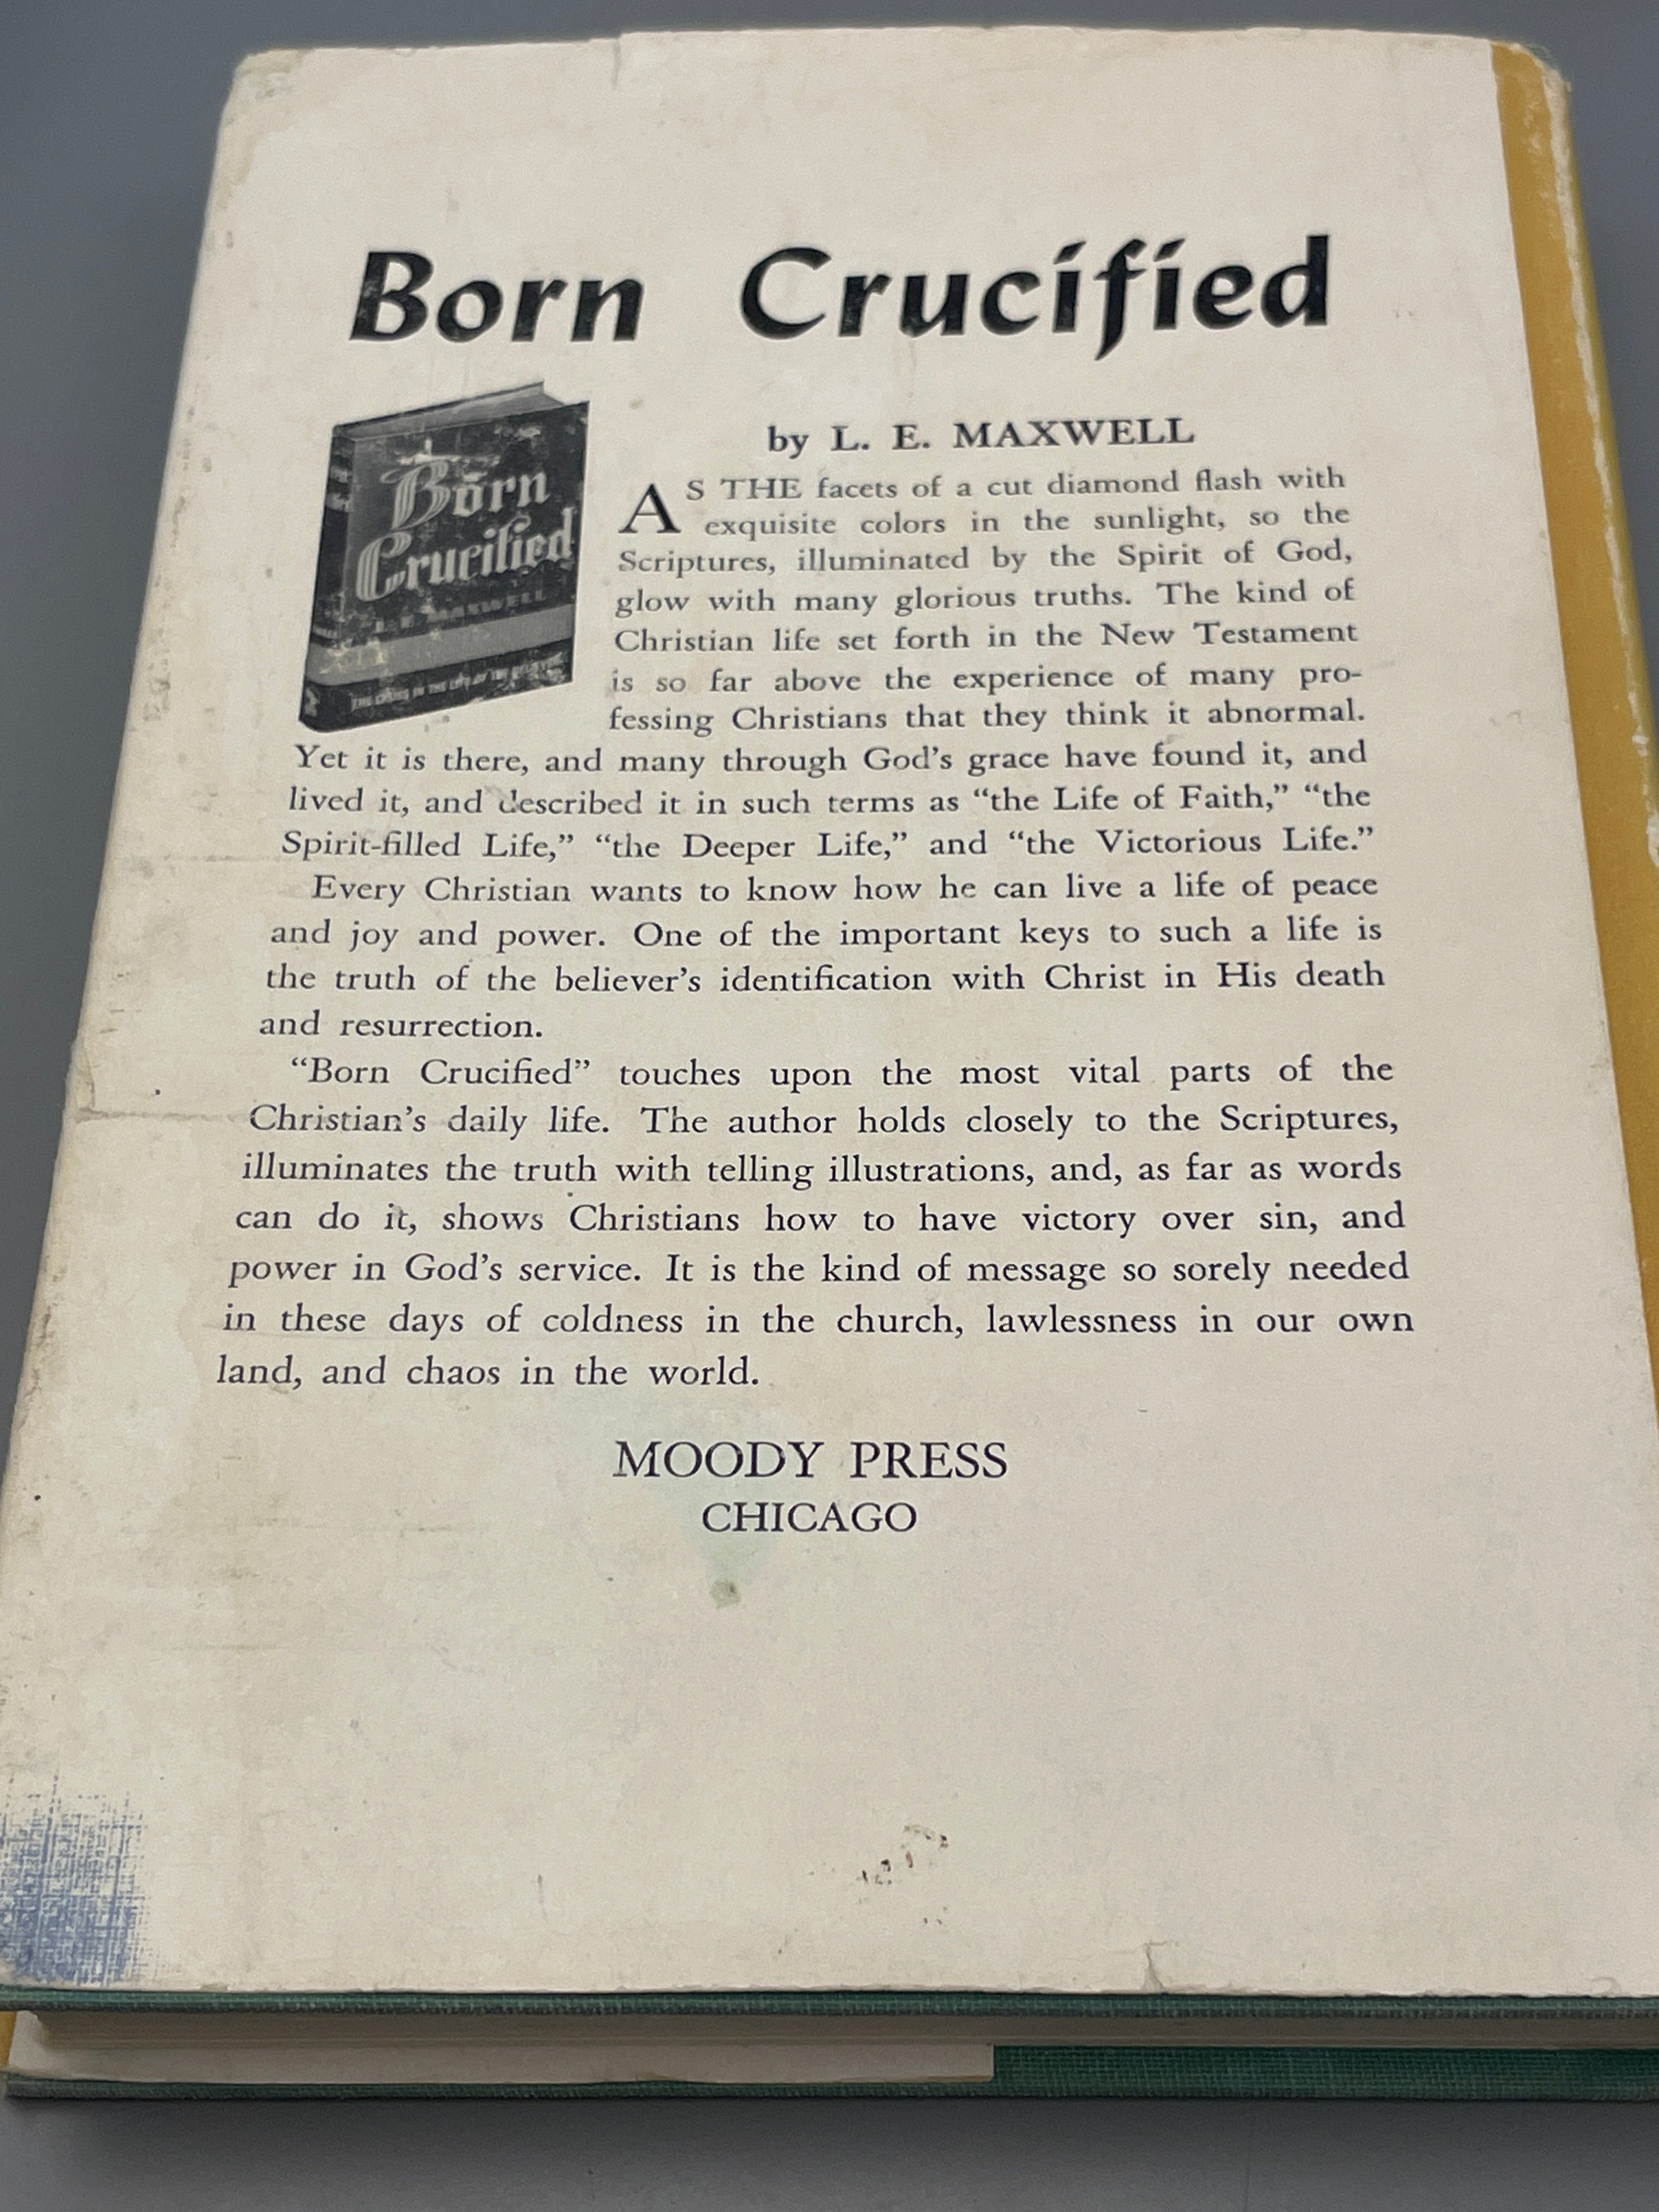 Born Crucified
Born
Crucified
MAXWELL
THE CROSS IN THE LIFE OF THE BELIEVER
by L. E. MAXWELL
AS THE facets of a cut diamond flash with
exquisite colors in the sunlight, so the
Scriptures, illuminated by the Spirit of God,
glow with many glorious truths. The kind of
Christian life set forth in the New Testament
is so far above the experience of many pro-
fessing Christians that they think it abnormal.
Yet it is there, and many through God's grace have found it, and
lived it, and described it in such terms as “the Life of Faith,” “the
Spirit-filled Life,” “the Deeper Life,” and “the Victorious Life.”
Every Christian wants to know how he can live a life of peace
and joy and power. One of the important keys to such a life is
the truth of the believer's identification with Christ in His death
and resurrection.
“Born Crucified” touches upon the most vital parts of the
Christian's daily life. The author holds closely to the Scriptures,
illuminates the truth with telling illustrations, and, as far as words
can do it, shows Christians how to have victory over sin, and
power in God's service. It is the kind of message so sorely needed
in these days of coldness in the church, lawlessness in our own
land, and chaos in the world.
MOODY PRESS
CHICAGO